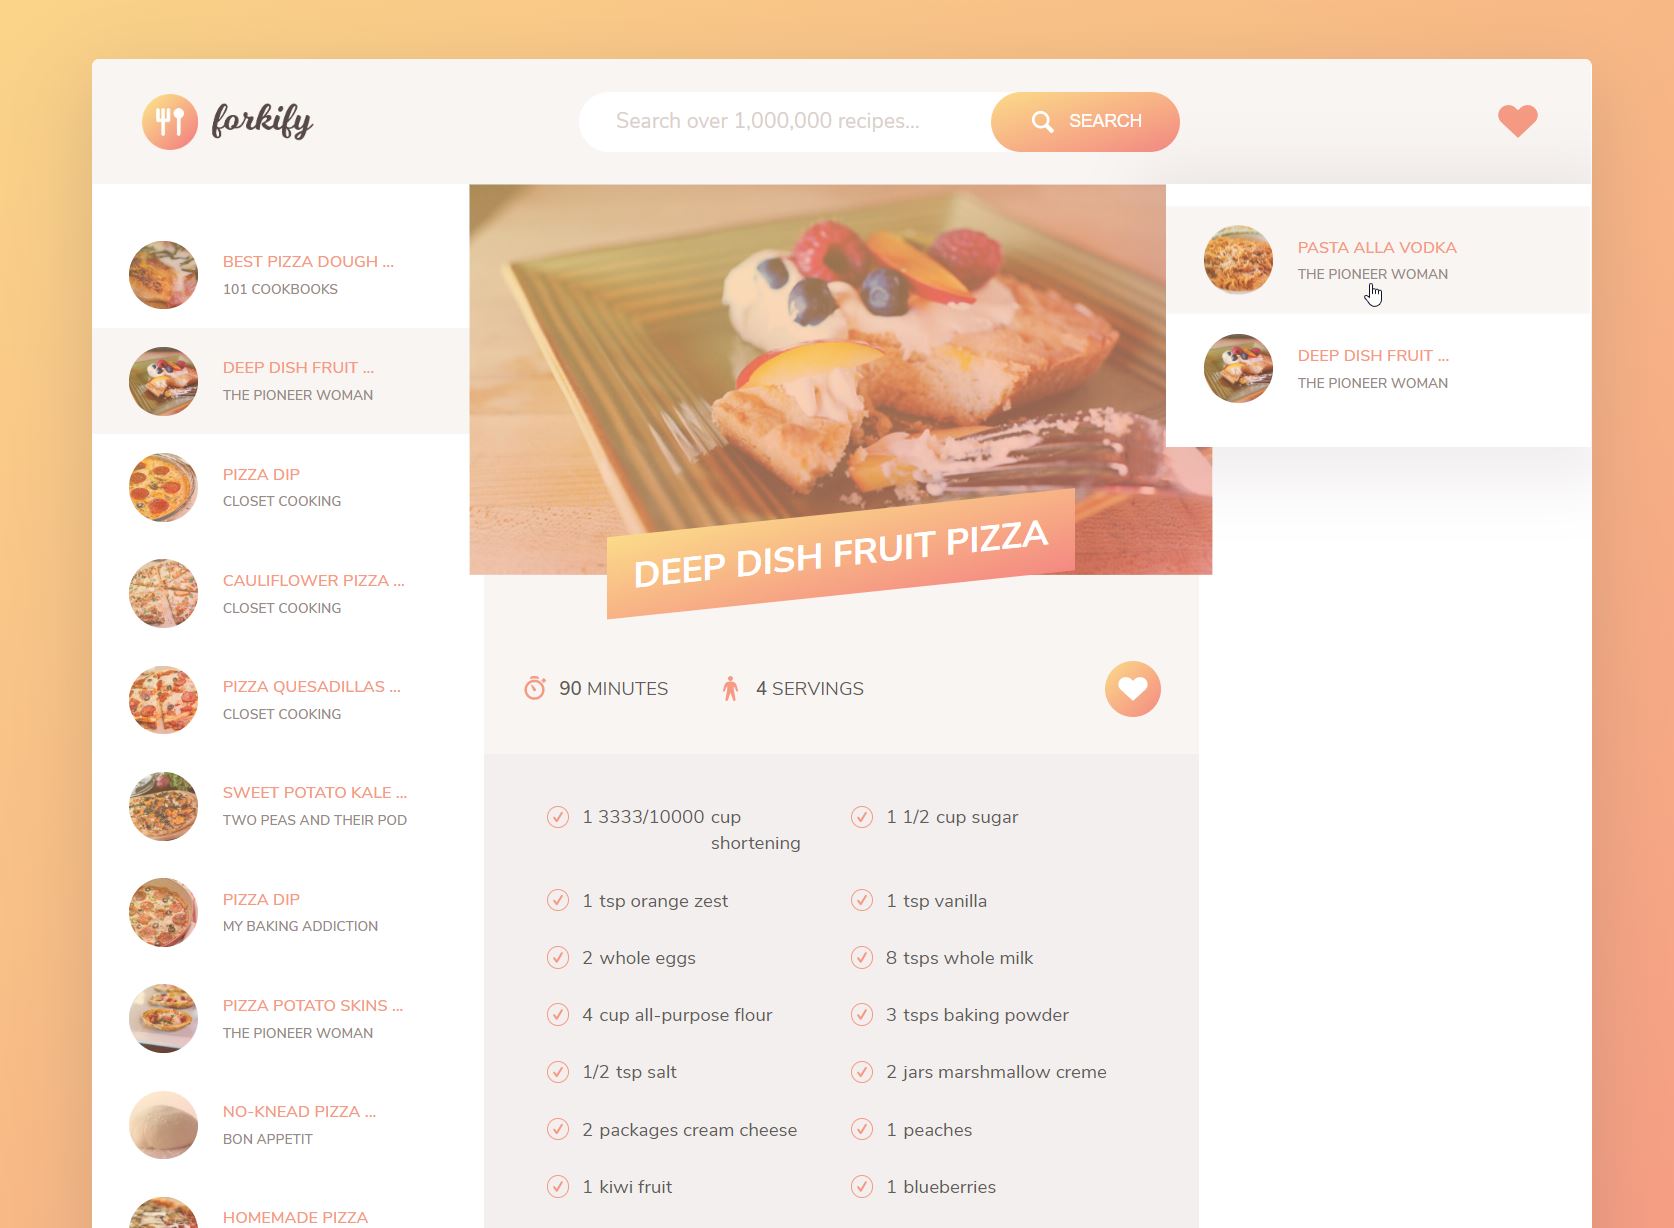 forkify
Search over 1,000,000 recipes...
SEARCH
BEST PIZZA DOUGH ...
101 COOKBOOKS
DEEP DISH FRUIT ...
THE PIONEER WOMAN
PIZZA DIP
CLOSET COOKING
CAULIFLOWER PIZZA ...
CLOSET COOKING
PIZZA QUESADILLAS ...
CLOSET COOKING
SWEET POTATO KALE ...
TWO PEAS AND THEIR POD
PIZZA DIP
MY BAKING ADDICTION
PIZZA POTATO SKINS ...
THE PIONEER WOMAN
NO-KNEAD PIZZA ...
BON APPETIT
HOMEMADE PIZZA
DEEP DISH FRUIT PIZZA
90 MINUTES
4 SERVINGS
1 3333/10000 cup
shortening
1 1/2 cup sugar
1 tsp orange zest
1 tsp vanilla
2 whole eggs
8 tsps whole milk
4 cup all-purpose flour
3 tsps baking powder
1/2 tsp salt
2 jars marshmallow creme
2 packages cream cheese
1 peaches
1 kiwi fruit
1 blueberries
PASTA ALLA VODKA
THE PIONEER WOMAN
DEEP DISH FRUIT ...
THE PIONEER WOMAN